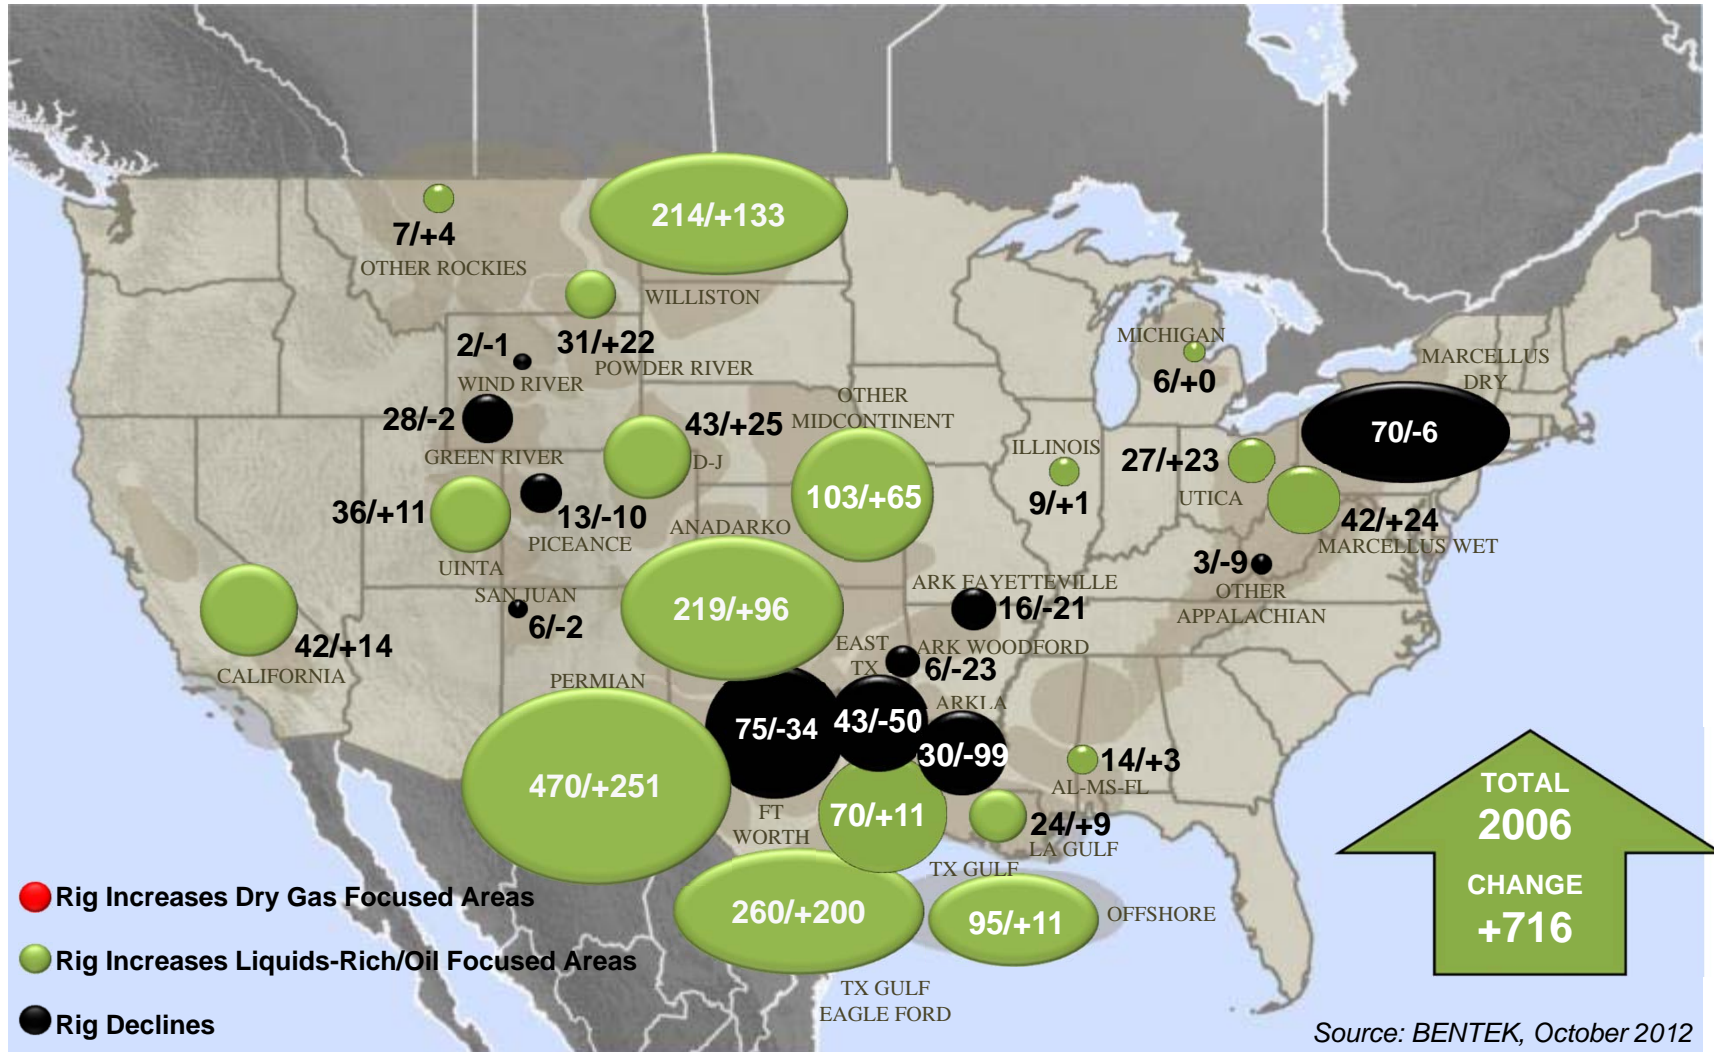 214/+133
7/+4
OTHER ROCKIES
WILLISTON
31/+22
POWDER RIVER
2/-1
WIND RIVER
28/-2
GREEN RIVER
43/+25
D-J
OTHER
MIDCONTINENT
103/+65
MICHIGAN
6/+0
MARCELLUS
DRY
70/-6
ILLINOIS
9/+1
27/+23
UTICA
42/+24
MARCELLUS WET
36/+11
UINTA
13/-10
PICEANCE
ANADARKO
219/+96
SAN JUAN
6/-2
42/+14
CALIFORNIA
3/-9
OTHER
APPALACHIAN
ARK FAYETTEVILLE
16/-21
ARK WOODFORD
6/-23
EAST
TX
43/-50
ARKLA
30/-99
PERMIAN
470/+251
75/-34
FT
WORTH
70/+11
TX GULF
14/+3
AL-MS-FL
24/+9
LA GULF
260/+200
TX GULF
EAGLE FORD
95/+11
OFFSHORE
TOTAL
2006
CHANGE
+716
Rig Increases Dry Gas Focused Areas
Rig Increases Liquids-Rich/Oil Focused Areas
Rig Declines
Source: BENTEK, October 2012